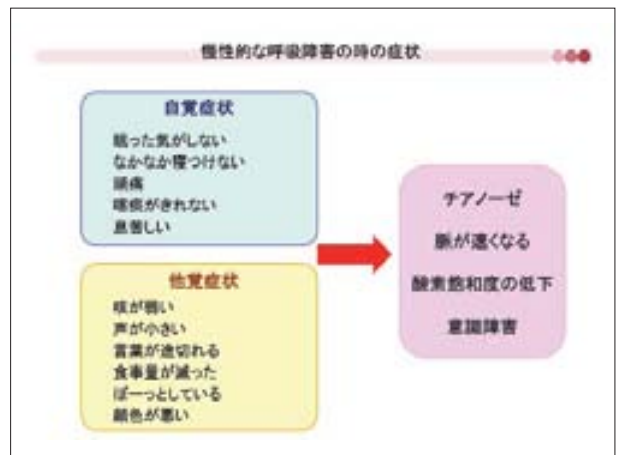 慢性的な呼吸障害の時の症状
自覚症状
眠った気がしない
なかなか寝つけない
頭痛
喀痰がきれない
息苦しい
他覚症状
咳が弱い
声が小さい
言葉が途切れる
食事量が減った
ぼーっとしている
顔色が悪い
チアノーゼ
脈が速くなる
酸素飽和度の低下
意識障害